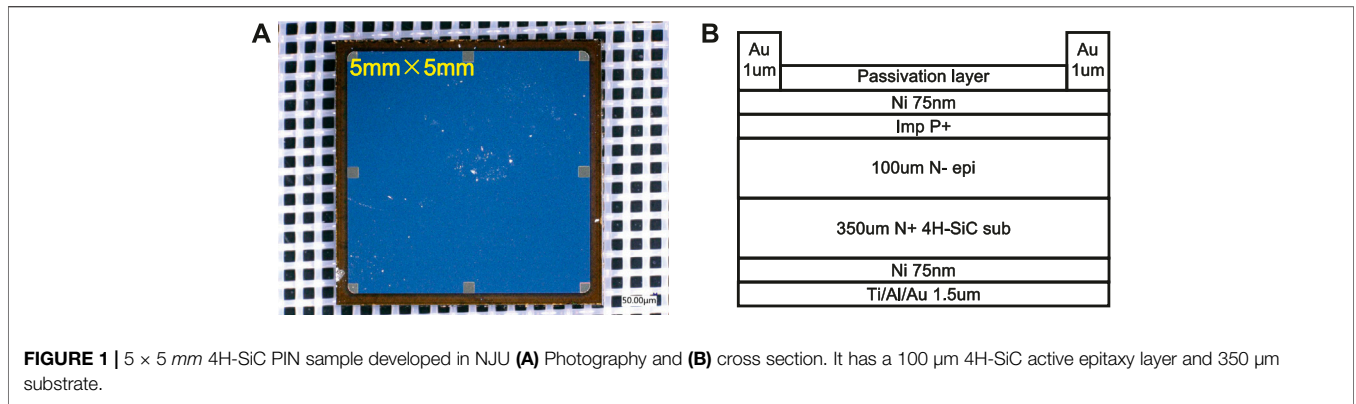 A
5mm×5mm
50.00μm
B
Au
1um
Au
1um
Passivation layer
Ni 75nm
Imp P+
100um N- epi
350um N+ 4H-SiC sub
Ni 75nm
Ti/Al/Au 1.5um
FIGURE 1 | 5 × 5 mm 4H-SiC PIN sample developed in NJU (A) Photography and (B) cross section. It has a 100 μm 4H-SiC active epitaxy layer and 350 μm
substrate.